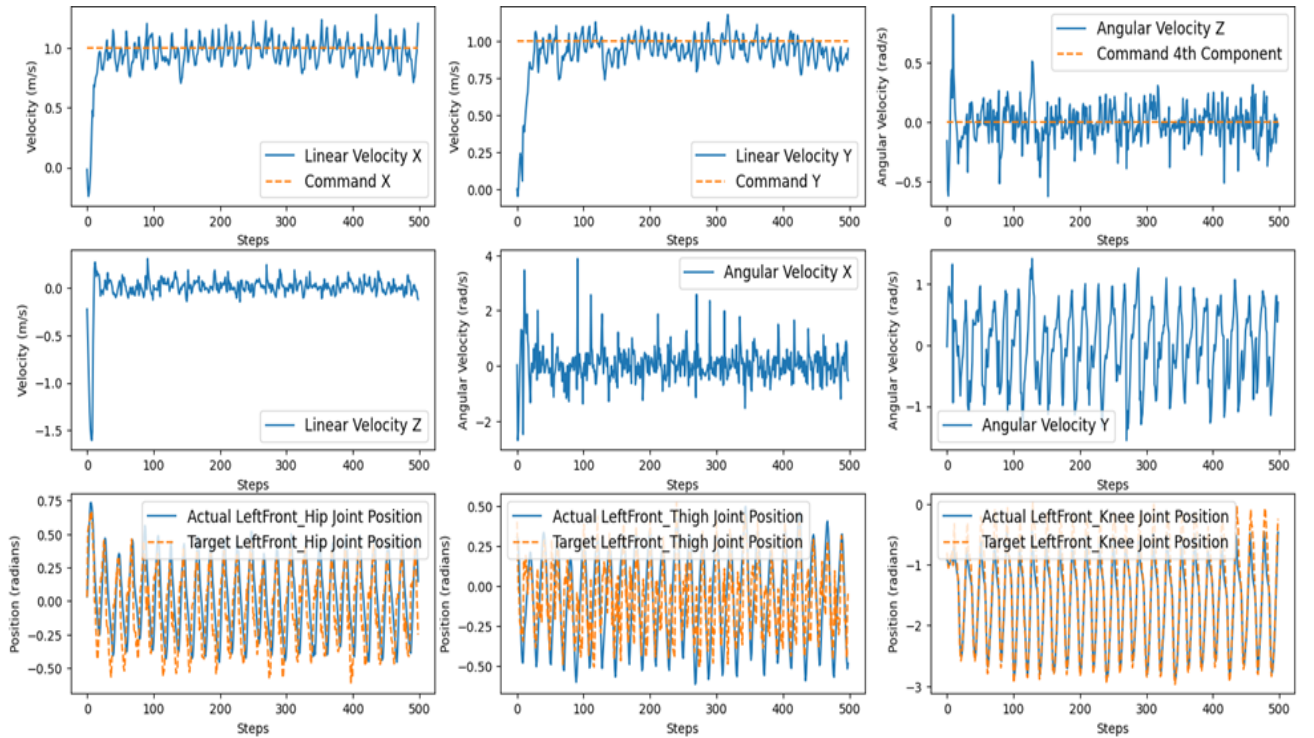 Velocity (m/s)
1.0
0.5
0.0
Linear Velocity X
Command X
0 100 200 300 400 500
Steps
Velocity (m/s)
1.00
0.75
0.50
0.25
0.00
Linear Velocity Y
Command Y
0 100 200 300 400 500
Steps
Angular Velocity (rad/s)
0.5
0.0
−0.5
Angular Velocity Z
Command 4th Component
0 100 200 300 400 500
Steps
Velocity (m/s)
0.0
−0.5
−1.0
−1.5
Linear Velocity Z
0 100 200 300 400 500
Steps
Angular Velocity (rad/s)
4
2
0
−2
Angular Velocity X
0 100 200 300 400 500
Steps
Angular Velocity (rad/s)
1
0
−1
Angular Velocity Y
0 100 200 300 400 500
Steps
Position (radians)
0.75
0.50
0.25
0.00
−0.25
−0.50
Actual LeftFront_Hip Joint Position
Target LeftFront_Hip Joint Position
0 100 200 300 400 500
Steps
Position (radians)
0.50
0.25
0.00
−0.25
−0.50
Actual LeftFront_Thigh Joint Position
Target LeftFront_Thigh Joint Position
0 100 200 300 400 500
Steps
Position (radians)
0
−1
−2
−3
Actual LeftFront_Knee Joint Position
Target LeftFront_Knee Joint Position
0 100 200 300 400 500
Steps